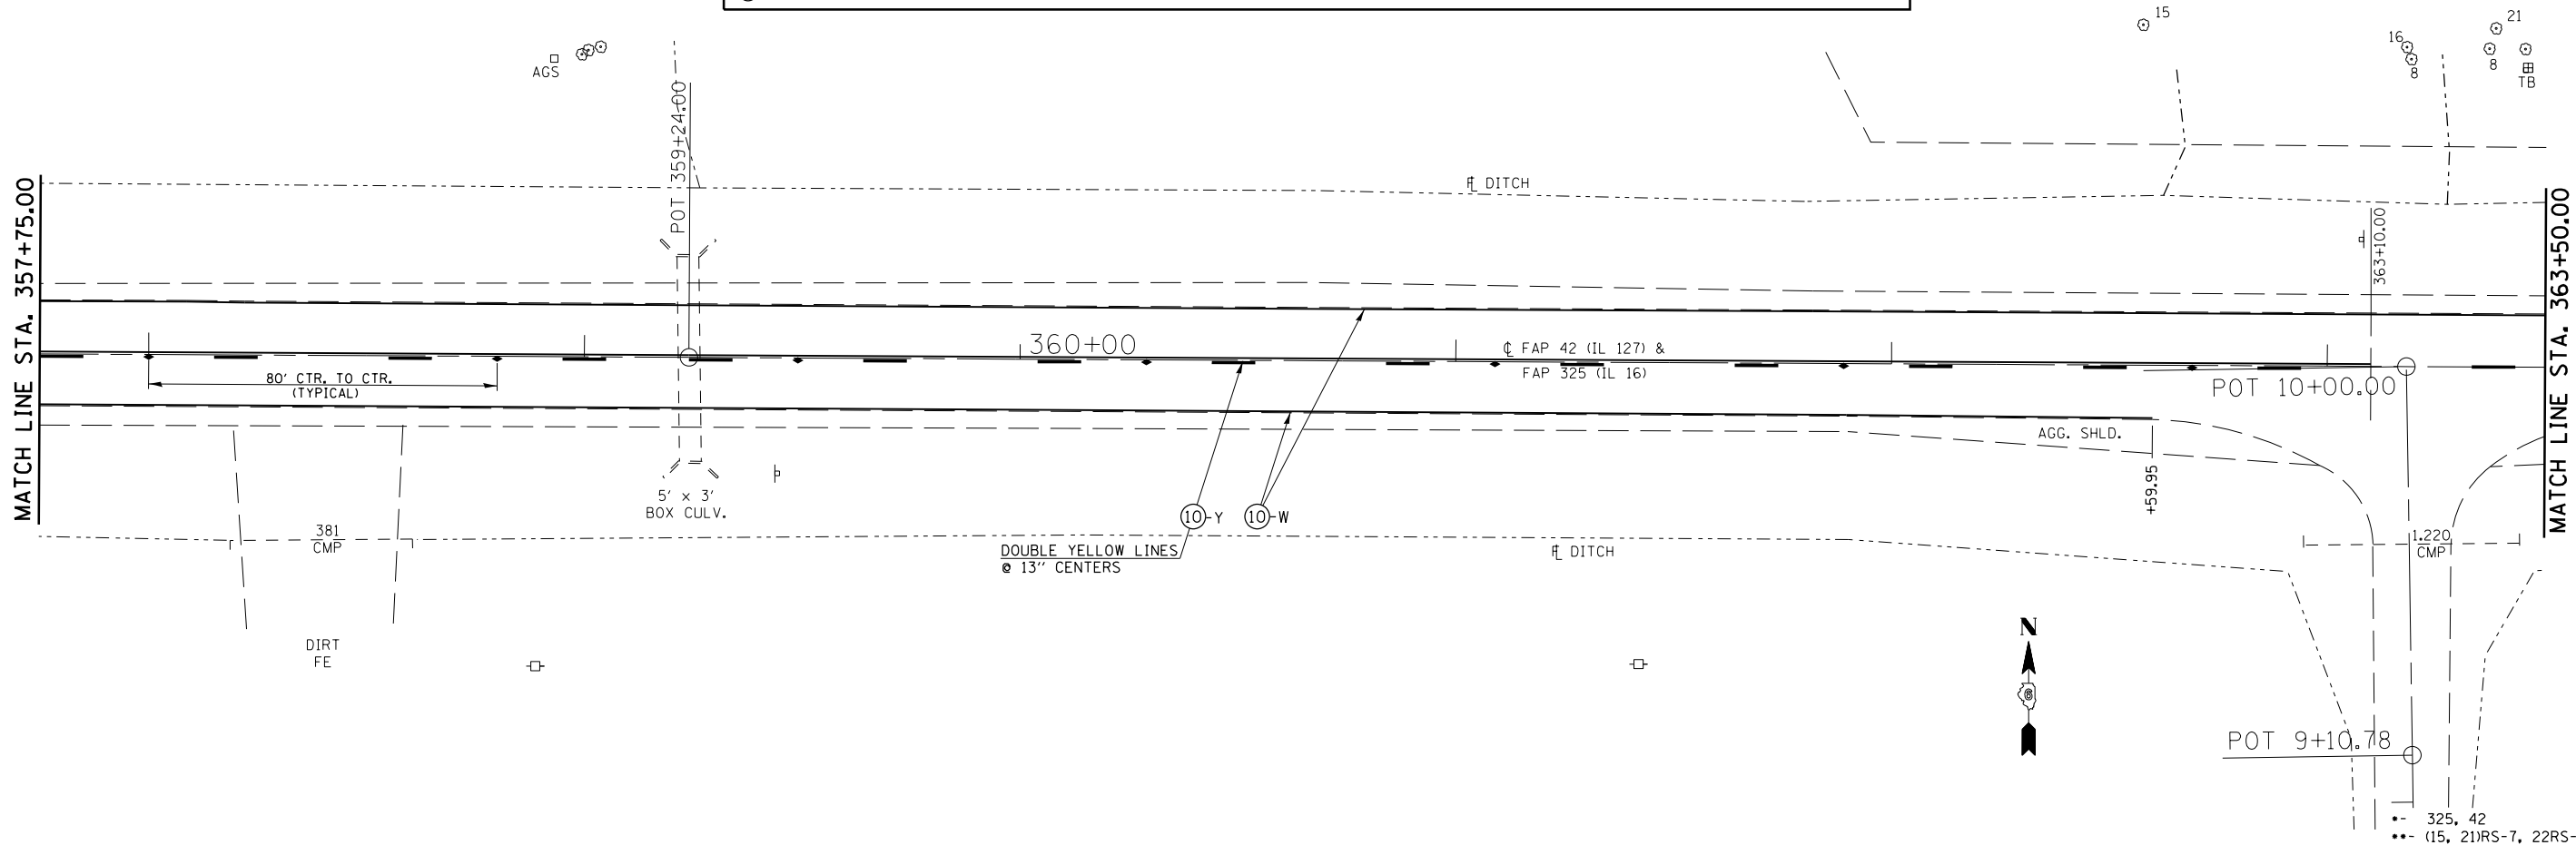 15
21
16
8
8
TB
AGS
POT 359+24.00
MATCH LINE STA. 357+75.00
MATCH LINE STA. 363+50.00
℄ DITCH
363+10.00
360+00
℄ FAP 42 (IL 127) &
FAP 325 (IL 16)
80' CTR. TO CTR.
(TYPICAL)
POT 10+00.00
AGG. SHLD.
+59.95
5' x 3'
BOX CULV.
10-Y
10-W
381
CMP
DOUBLE YELLOW LINES
@ 13'' CENTERS
℄ DITCH
1.220
CMP
DIRT
FE
N
6
POT 9+10.78
*- 325, 42
**- (15, 21)RS-7, 22RS-